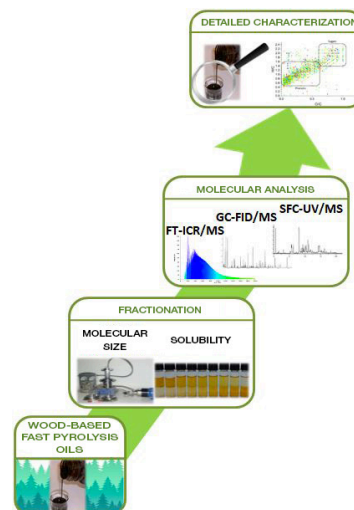 DETAILED CHARACTERIZATION
MOLECULAR ANALYSIS
SFC-UV/MS
GC-FID/MS
FT-ICR/MS
FRACTIONATION
MOLECULAR SIZE
SOLUBILITY
WOOD-BASED
FAST PYROLYSIS
OILS